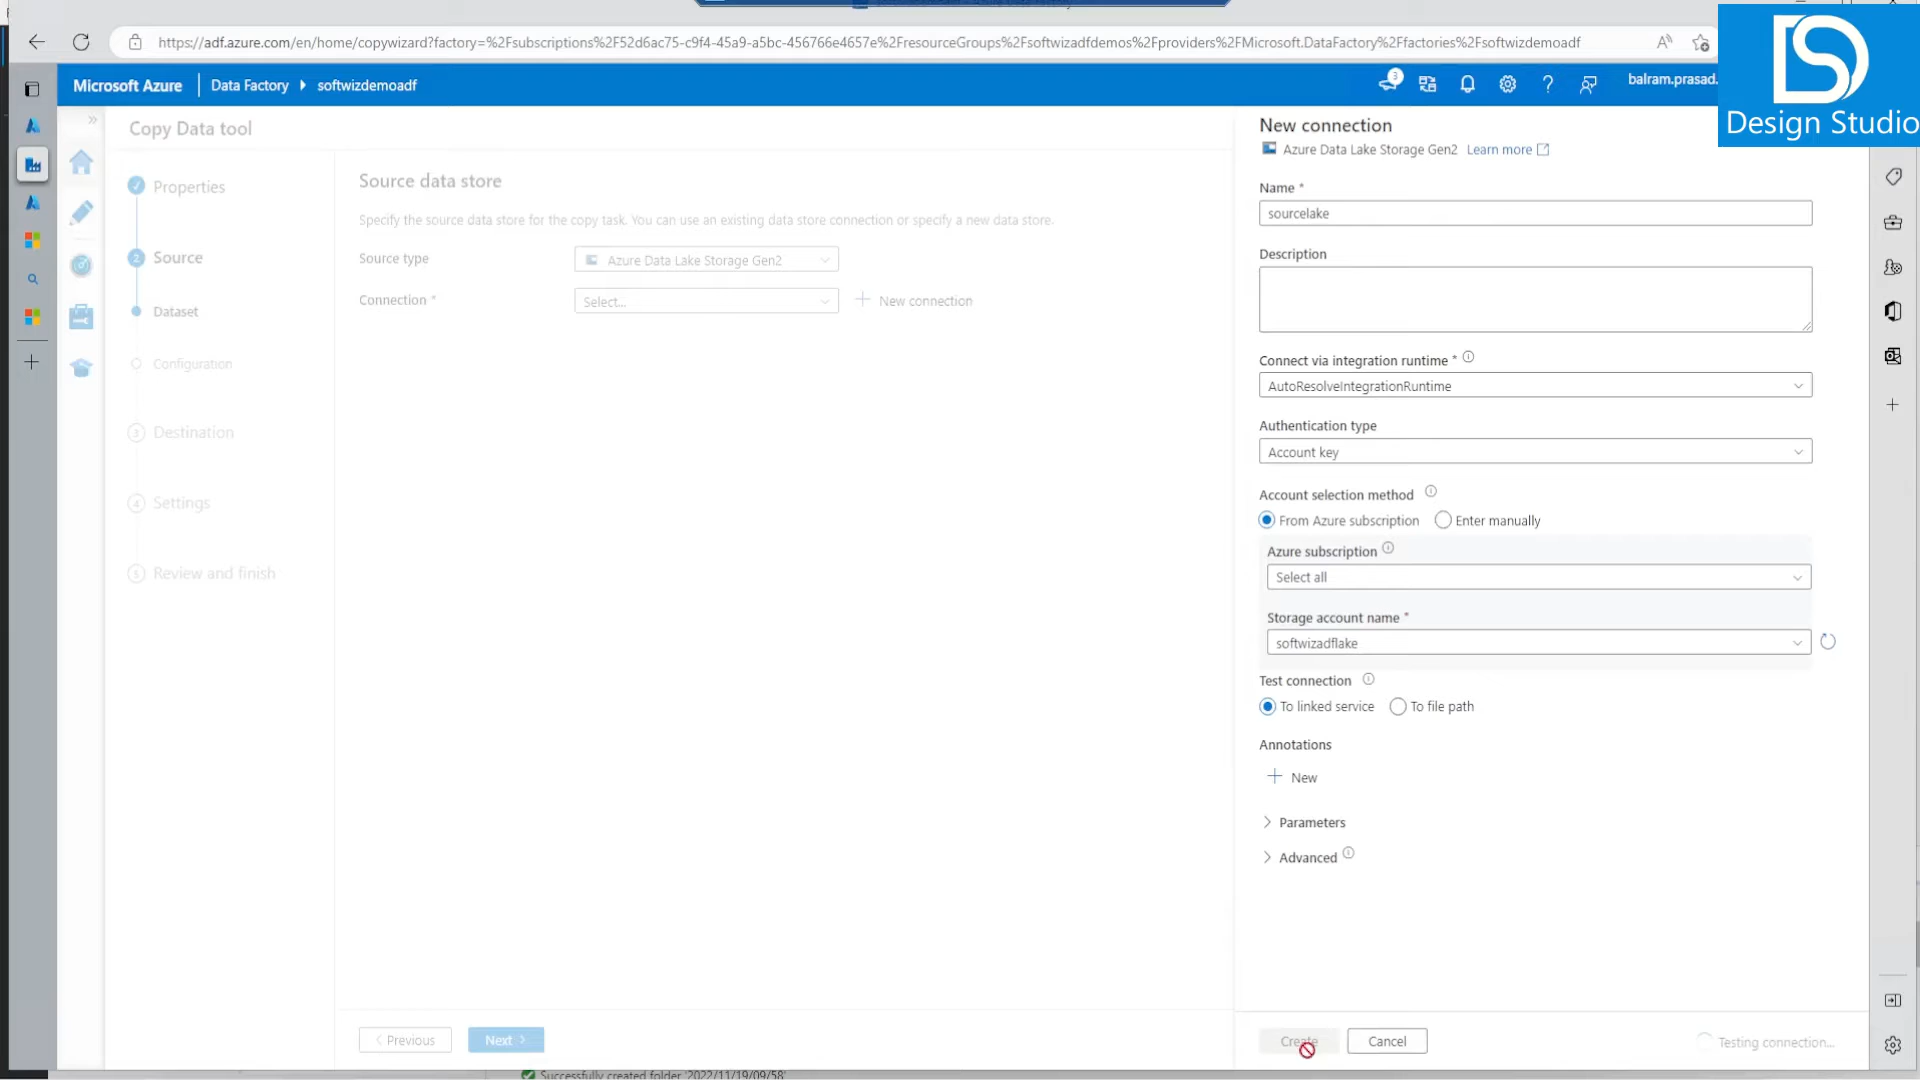 https://adf.azure.com/en/home/copywizard?factory=%2Fsubscriptions%2F52d6ac75-c9f4-45a9-a5bc-456766e4657e%2FresourceGroups%2Fsoftwizadfdemos%2Fproviders%2FMicrosoft.DataFactory%2Ffactories%2Fsoftwizdemoadf
Microsoft Azure
Data Factory
softwizdemoadf
3
balram.prasad.
Design Studio
Copy Data tool
Properties
2 Source
Dataset
Configuration
3 Destination
4 Settings
5 Review and finish
Source data store
Specify the source data store for the copy task. You can use an existing data store connection or specify a new data store.
Source type
Azure Data Lake Storage Gen2
Connection *
Select...
New connection
< Previous
Next >
New connection
Azure Data Lake Storage Gen2 Learn more
Name *
sourcelake
Description
Connect via integration runtime *
AutoResolveIntegrationRuntime
Authentication type
Account key
Account selection method
From Azure subscription Enter manually
Azure subscription
Select all
Storage account name *
softwizadflake
Test connection
To linked service To file path
Annotations
New
Parameters
Advanced
Create
Cancel
Testing connection...
Successfully created folder '2022/11/19/09/58'